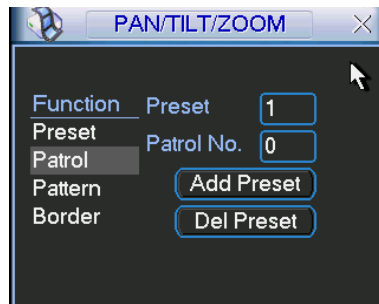 PAN/TILT/ZOOM
Function
Preset
Patrol
Pattern
Border
Preset 1
Patrol No. 0
Add Preset
Del Preset